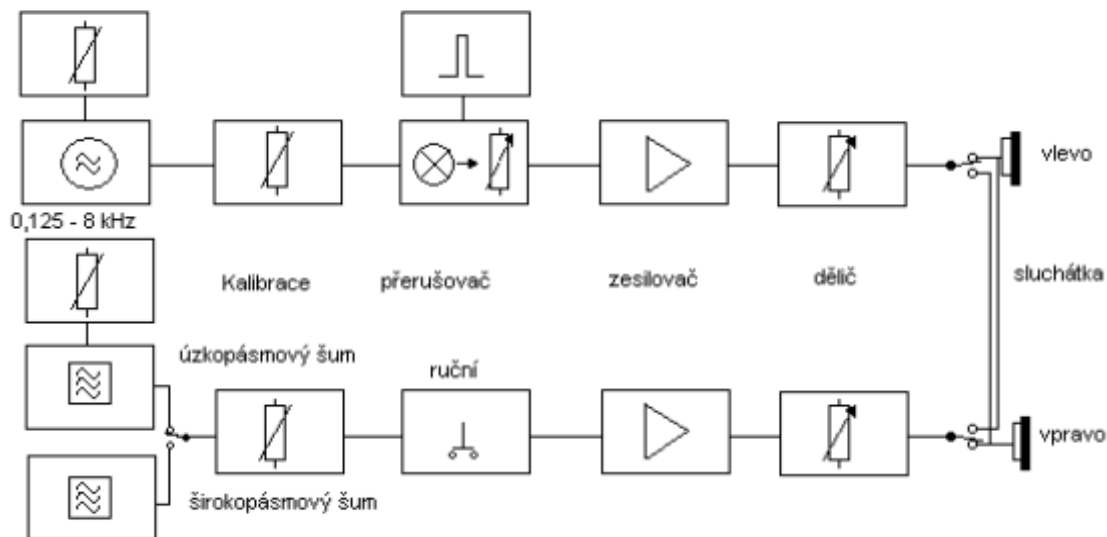 vlevo
0,125 - 8 kHz
Kalibrace
přerušovač
zesilovač
dělič
sluchátka
úzkopásmový šum
ruční
vpravo
širokopásmový šum